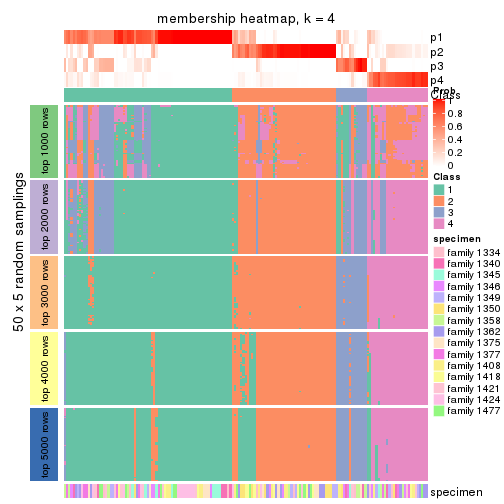 membership heatmap, k = 4
p1
p2
p3
p4
Prob
Class
1
0.8
0.6
0.4
0.2
0
Class
1
2
3
4
specimen
family 1334
family 1340
family 1345
family 1346
family 1349
family 1350
family 1358
family 1362
family 1375
family 1377
family 1408
family 1418
family 1421
family 1424
family 1477
50 x 5 random samplings
top 1000 rows
top 2000 rows
top 3000 rows
top 4000 rows
top 5000 rows
specimen